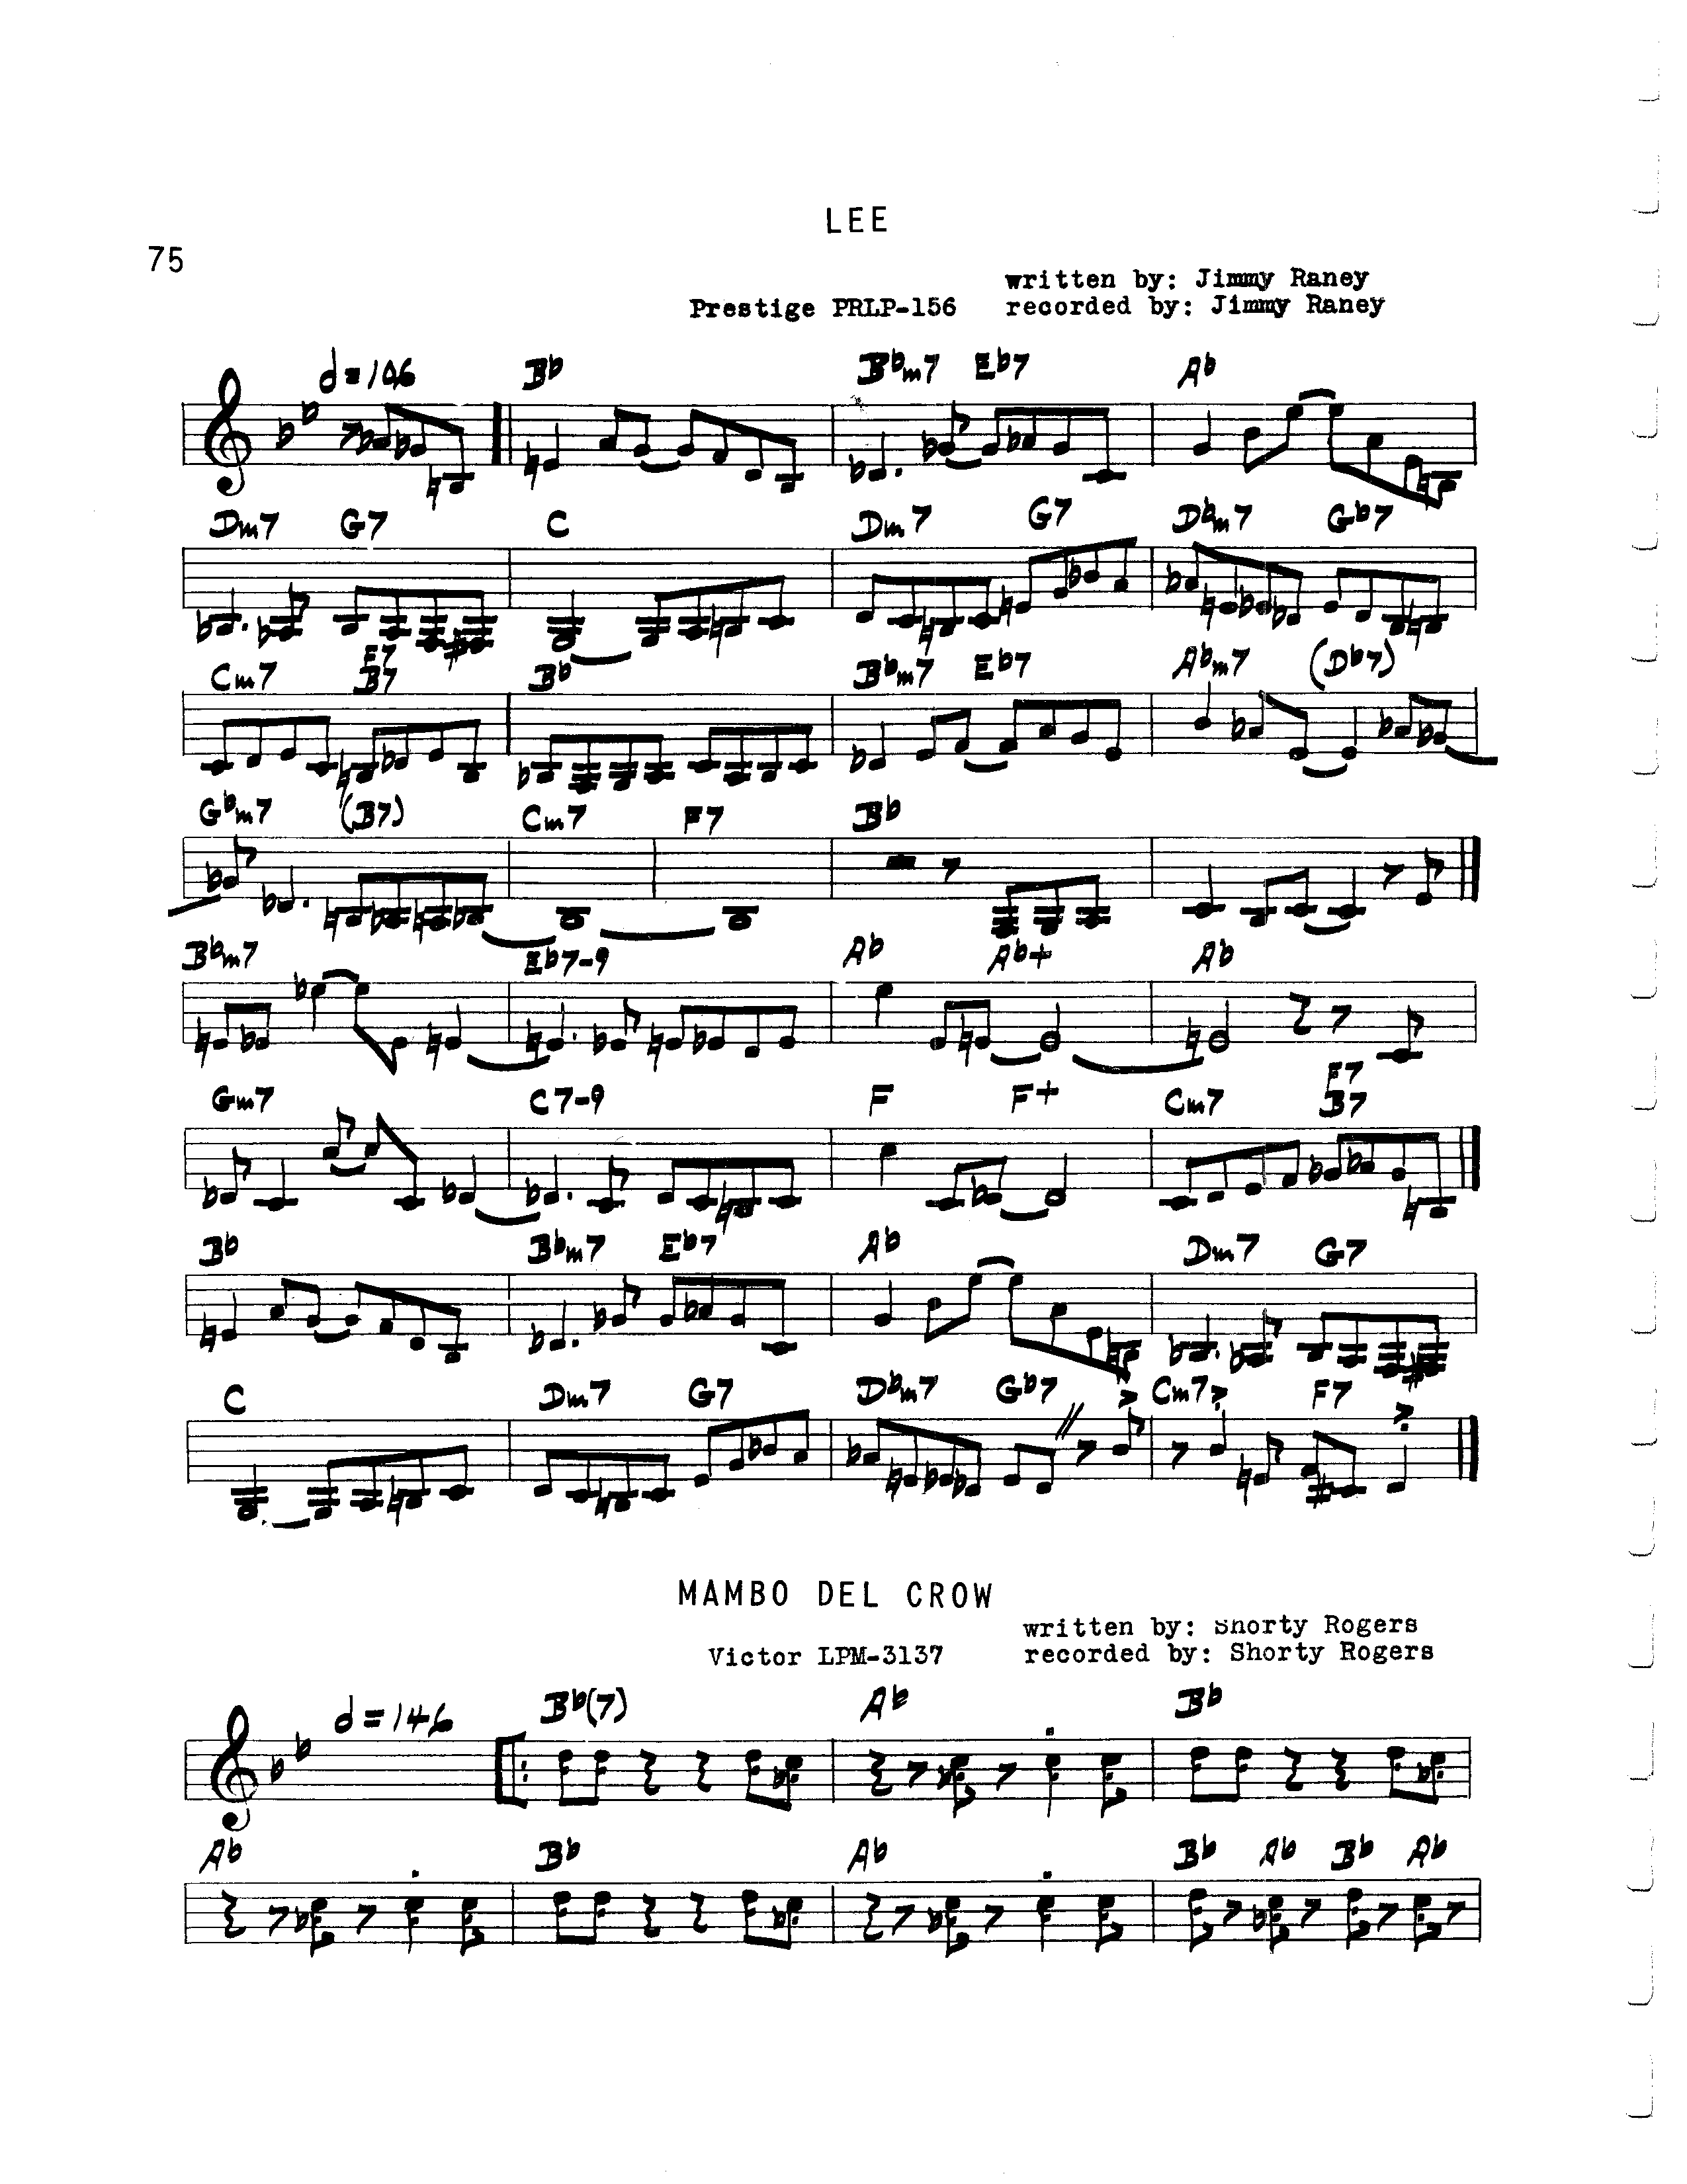 LEE
75
written by: Jimmy Raney
Prestige PRLP-156 recorded by: Jimmy Raney
𝅗𝅥=106 Bb Bbm7 Eb7 Ab
Dm7 G7 C Dm7 G7 Dbm7 Gb7
F7
Cm7 B7 Bb Bbm7 Eb7 Abm7 (Db7)
Gbm7 (B7) Cm7 F7 Bb
Bbm7 Eb7-9 Ab Ab+ Ab
F7
Gm7 C7-9 F F+ Cm7 B7
Bb Bbm7 Eb7 Ab Dm7 G7
C Dm7 G7 Dbm7 Gb7 Cm7 F7
MAMBO DEL CROW
written by: Shorty Rogers
Victor LPM-3137 recorded by: Shorty Rogers
𝅗𝅥=146 Bb(7) Ab Bb
Ab Bb Ab Bb Ab Bb Ab